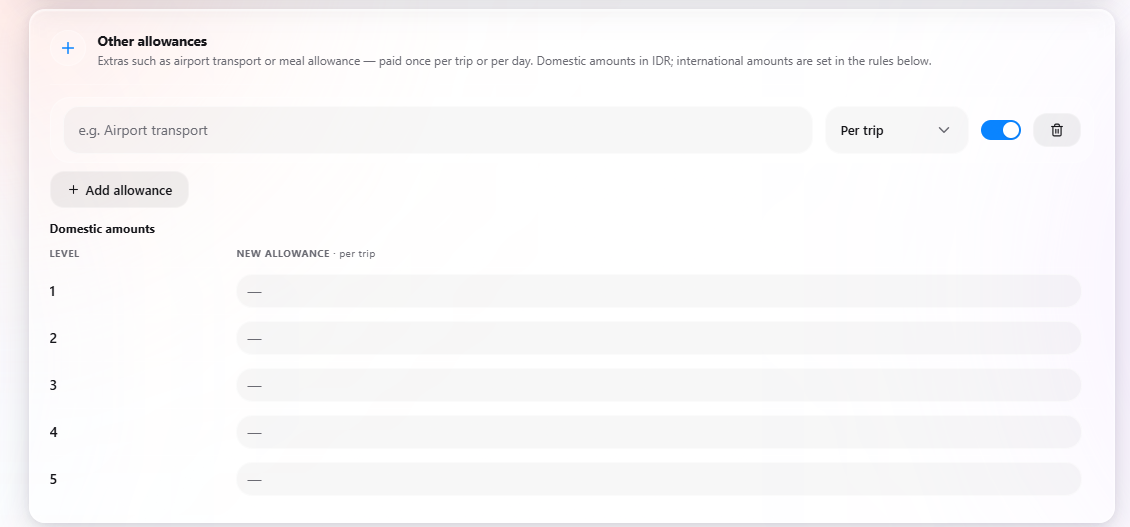 Other allowances
Extras such as airport transport or meal allowance — paid once per trip or per day. Domestic amounts in IDR; international amounts are set in the rules below.
e.g. Airport transport
Per trip
+ Add allowance
Domestic amounts
LEVEL
NEW ALLOWANCE · per trip
1 —
2 —
3 —
4 —
5 —